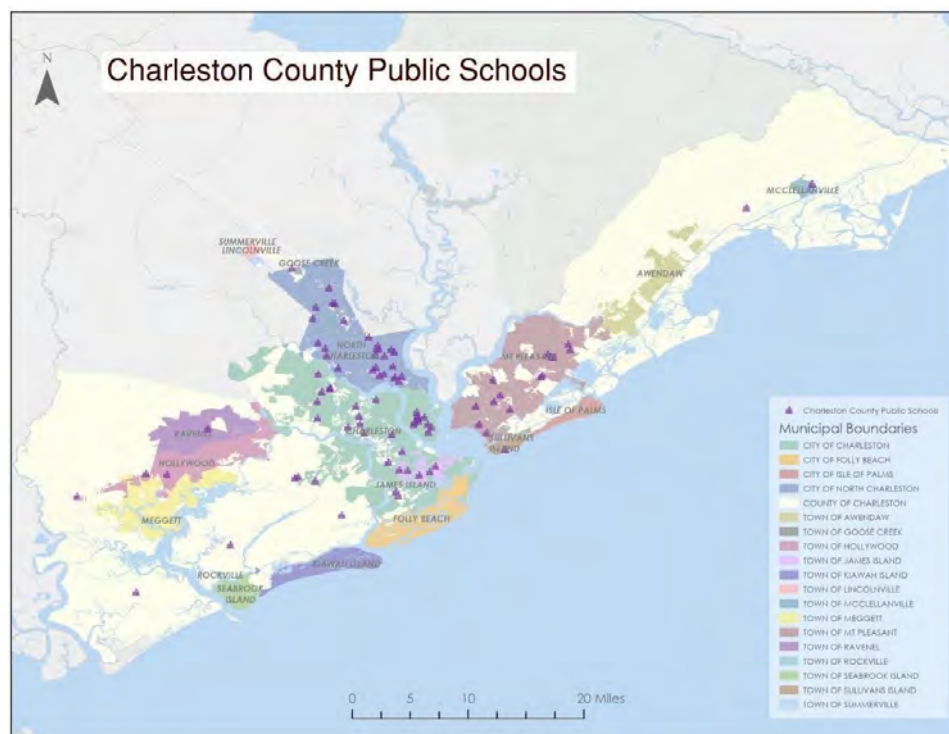 Charleston County Public Schools
N
MCCLELLANVILLE
SUMMERVILLE
LINCOLNVILLE
GOOSE CREEK
AWENDAW
NORTH
CHARLESTON
MT PLEASANT
ISLE OF PALMS
RAVENEL
CHARLESTON
SULLIVANS
ISLAND
HOLLYWOOD
JAMES ISLAND
MEGGETT
FOLLY BEACH
KIAWAH ISLAND
ROCKVILLE
SEABROOK
ISLAND
Charleston County Public Schools
Municipal Boundaries
CITY OF CHARLESTON
CITY OF FOLLY BEACH
CITY OF ISLE OF PALMS
CITY OF NORTH CHARLESTON
COUNTY OF CHARLESTON
TOWN OF AWENDAW
TOWN OF GOOSE CREEK
TOWN OF HOLLYWOOD
TOWN OF JAMES ISLAND
TOWN OF KIAWAH ISLAND
TOWN OF LINCOLNVILLE
TOWN OF MCCLELLANVILLE
TOWN OF MEGGETT
TOWN OF MT PLEASANT
TOWN OF RAVENEL
TOWN OF ROCKVILLE
TOWN OF SEABROOK ISLAND
TOWN OF SULLIVANS ISLAND
TOWN OF SUMMERVILLE
0 5 10 20 Miles